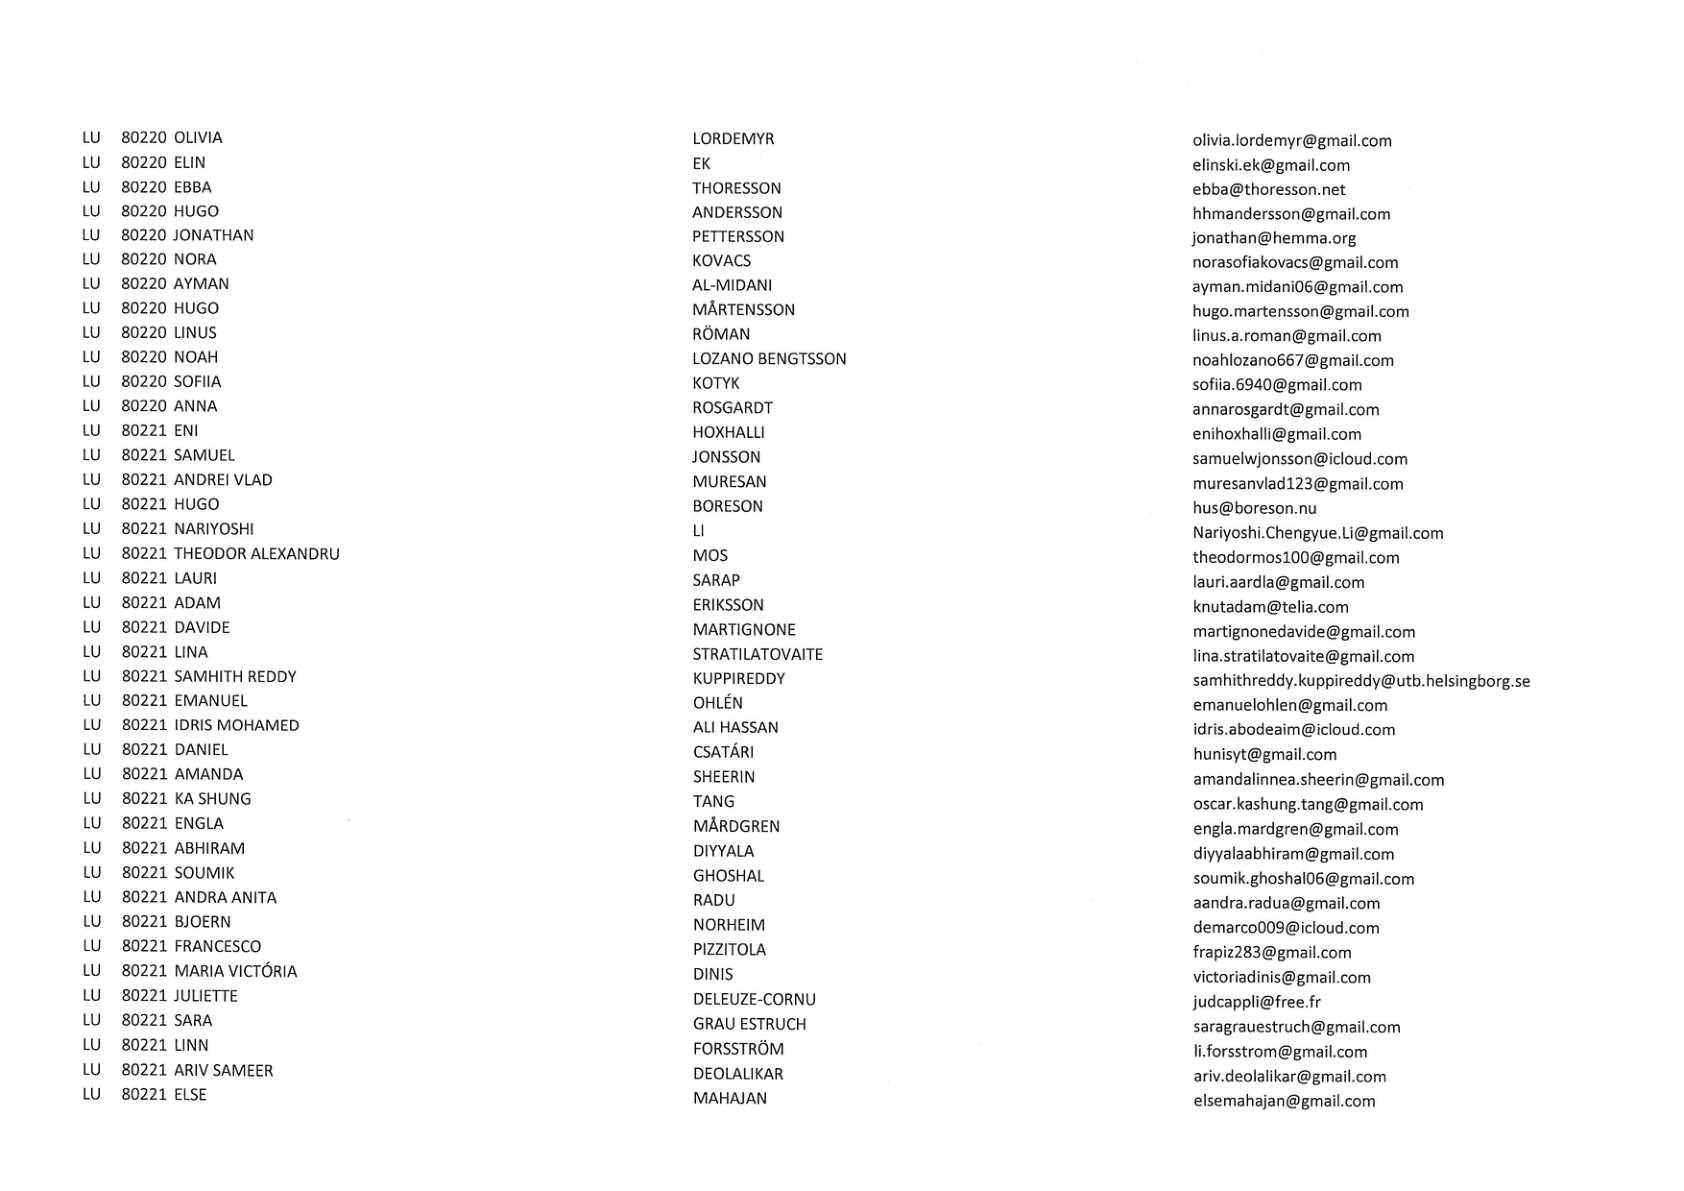 LU 80220 OLIVIA LORDEMYR olivia.lordemyr@gmail.com
LU 80220 ELIN EK elinski.ek@gmail.com
LU 80220 EBBA THORESSON ebba@thoresson.net
LU 80220 HUGO ANDERSSON hhmandersson@gmail.com
LU 80220 JONATHAN PETTERSSON jonathan@hemma.org
LU 80220 NORA KOVACS norasofiakovacs@gmail.com
LU 80220 AYMAN AL-MIDANI ayman.midani06@gmail.com
LU 80220 HUGO MÅRTENSSON hugo.martensson@gmail.com
LU 80220 LINUS RÖMAN linus.a.roman@gmail.com
LU 80220 NOAH LOZANO BENGTSSON noahlozano667@gmail.com
LU 80220 SOFIIA KOTYK sofiia.6940@gmail.com
LU 80220 ANNA ROSGARDT annarosgardt@gmail.com
LU 80221 ENI HOXHALLI enihoxhalli@gmail.com
LU 80221 SAMUEL JONSSON samuelwjonsson@icloud.com
LU 80221 ANDREI VLAD MURESAN muresanvlad123@gmail.com
LU 80221 HUGO BORESON hus@boreson.nu
LU 80221 NARIYOSHI LI Nariyoshi.Chengyue.Li@gmail.com
LU 80221 THEODOR ALEXANDRU MOS theodormos100@gmail.com
LU 80221 LAURI SARAP lauri.aardla@gmail.com
LU 80221 ADAM ERIKSSON knutadam@telia.com
LU 80221 DAVIDE MARTIGNONE martignonedavide@gmail.com
LU 80221 LINA STRATILATOVAITE lina.stratilatovaite@gmail.com
LU 80221 SAMHITH REDDY KUPPIREDDY samhithreddy.kuppireddy@utb.helsingborg.se
LU 80221 EMANUEL OHLÉN emanuelohlen@gmail.com
LU 80221 IDRIS MOHAMED ALI HASSAN idris.abodeaim@icloud.com
LU 80221 DANIEL CSATÁRI hunisyt@gmail.com
LU 80221 AMANDA SHEERIN amandalinnea.sheerin@gmail.com
LU 80221 KA SHUNG TANG oscar.kashung.tang@gmail.com
LU 80221 ENGLA MÅRDGREN engla.mardgren@gmail.com
LU 80221 ABHIRAM DIYYALA diyyalaabhiram@gmail.com
LU 80221 SOUMIK GHOSHAL soumik.ghoshal06@gmail.com
LU 80221 ANDRA ANITA RADU aandra.radua@gmail.com
LU 80221 BJOERN NORHEIM demarco009@icloud.com
LU 80221 FRANCESCO PIZZITOLA frapiz283@gmail.com
LU 80221 MARIA VICTÓRIA DINIS victoriadinis@gmail.com
LU 80221 JULIETTE DELEUZE-CORNU judcappli@free.fr
LU 80221 SARA GRAU ESTRUCH saragrauestruch@gmail.com
LU 80221 LINN FORSSTRÖM li.forsstrom@gmail.com
LU 80221 ARIV SAMEER DEOLALIKAR ariv.deolalikar@gmail.com
LU 80221 ELSE MAHAJAN elsemahajan@gmail.com